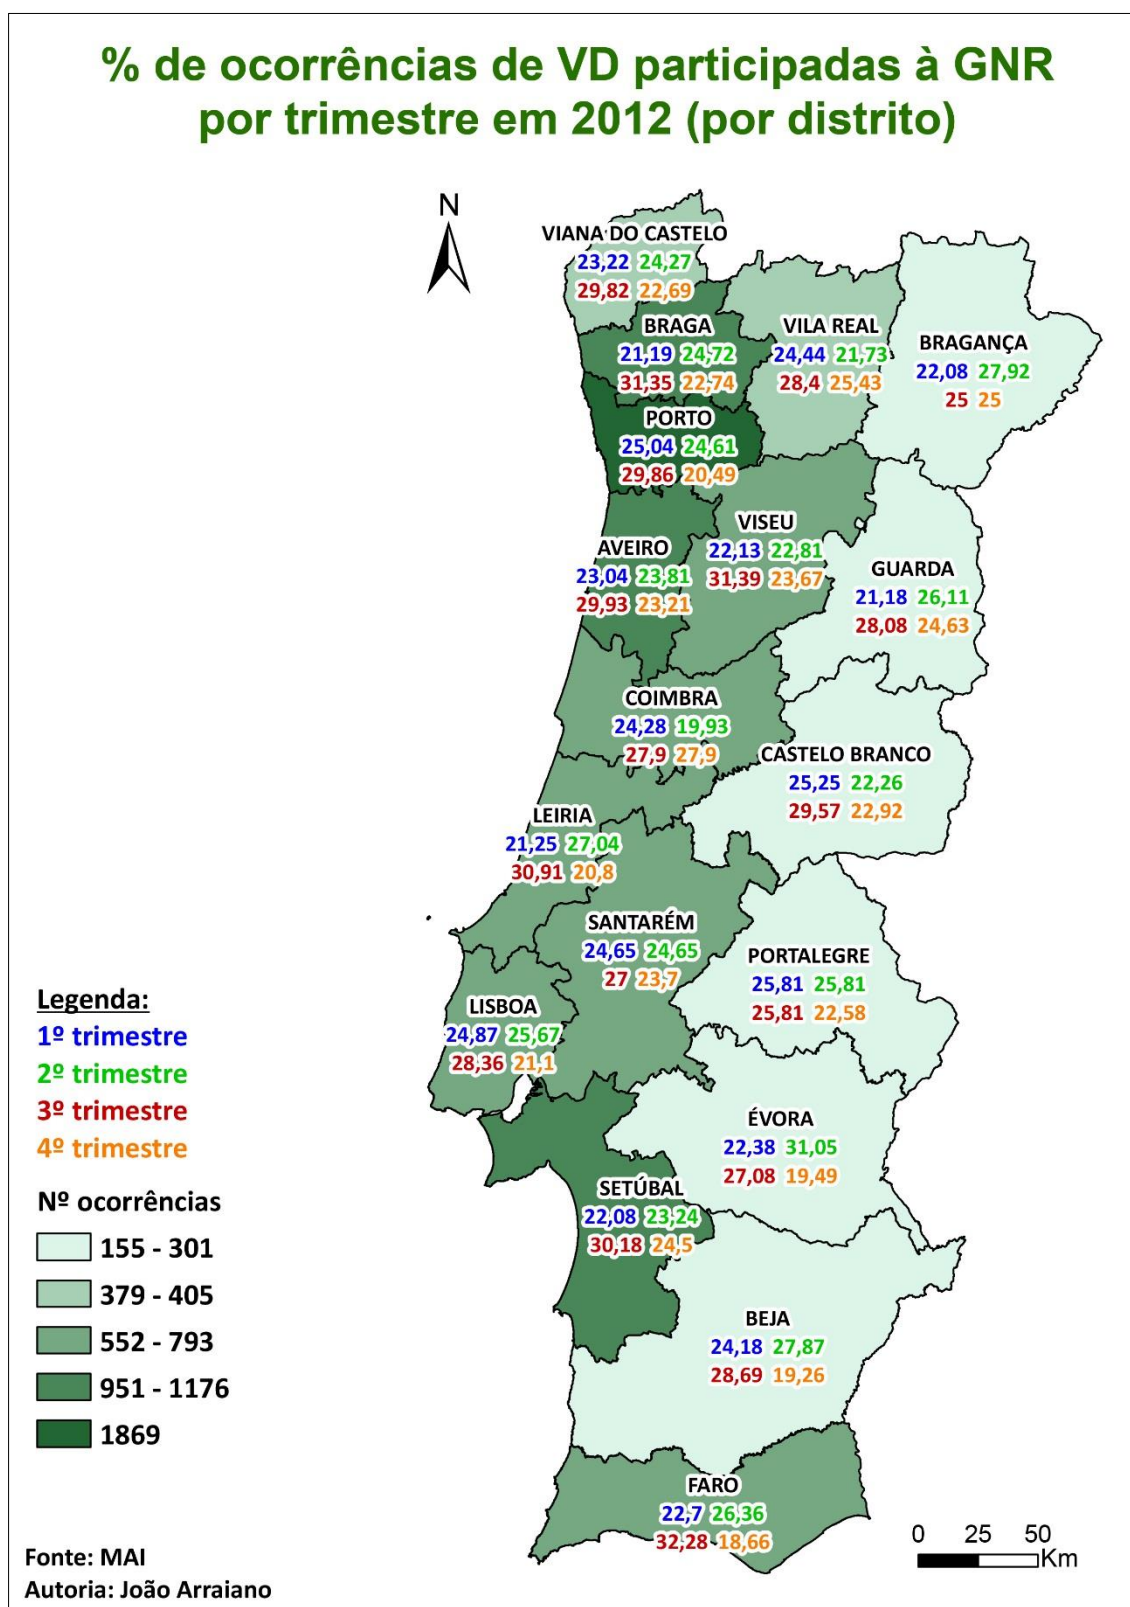 % de ocorrências de VD participadas à GNR
por trimestre em 2012 (por distrito)
N
VIANA DO CASTELO
23,22 24,27
29,82 22,69
BRAGA
21,19 24,72
31,35 22,74
VILA REAL
24,44 21,73
28,4 25,43
BRAGANÇA
22,08 27,92
25 25
PORTO
25,04 24,61
29,86 20,49
VISEU
22,13 22,81
31,39 23,67
AVEIRO
23,04 23,81
29,93 23,21
GUARDA
21,18 26,11
28,08 24,63
COIMBRA
24,28 19,93
27,9 27,9
CASTELO BRANCO
25,25 22,26
29,57 22,92
LEIRIA
21,25 27,04
30,91 20,8
SANTARÉM
24,65 24,65
27 23,7
PORTALEGRE
25,81 25,81
25,81 22,58
LISBOA
24,87 25,67
28,36 21,1
ÉVORA
22,38 31,05
27,08 19,49
SETÚBAL
22,08 23,24
30,18 24,5
BEJA
24,18 27,87
28,69 19,26
FARO
22,7 26,36
32,28 18,66
Legenda:
1º trimestre
2º trimestre
3º trimestre
4º trimestre
Nº ocorrências
155 - 301
379 - 405
552 - 793
951 - 1176
1869
0 25 50
Km
Fonte: MAI
Autoria: João Arraiano